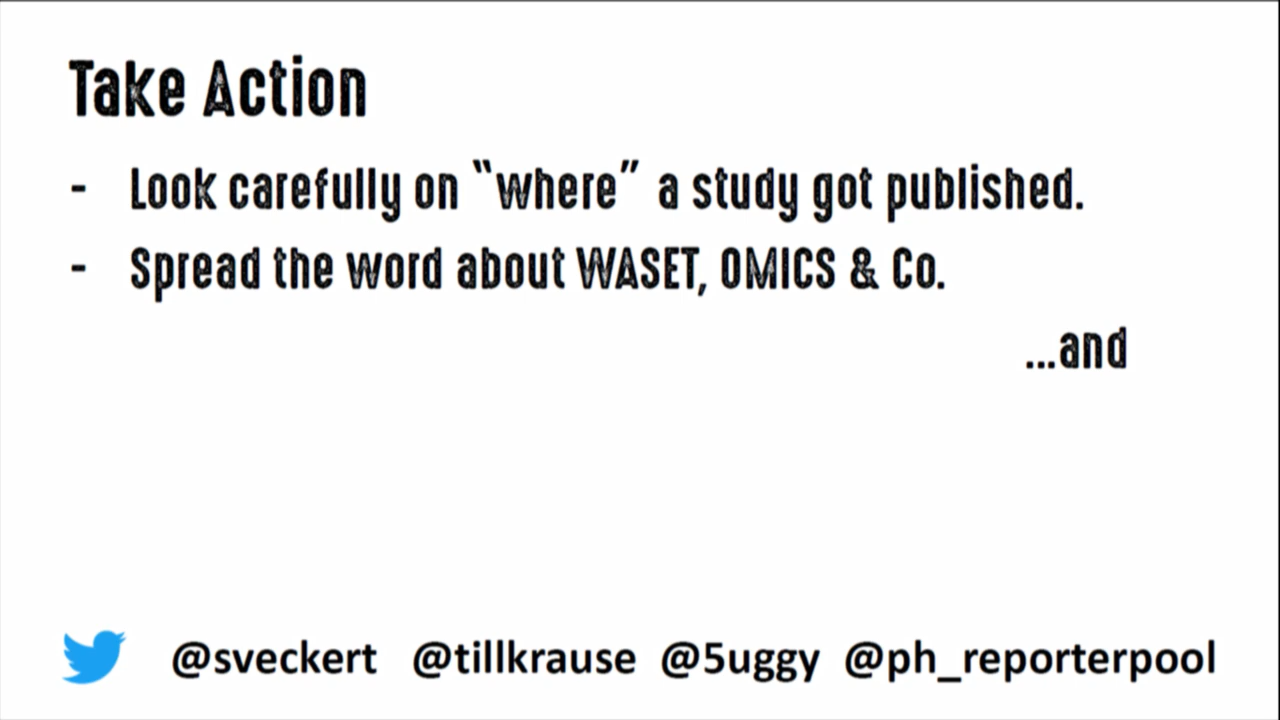 Take Action
- Look carefully on “where” a study got published.
- Spread the word about WASET, OMICS & Co.
...and
@sveckert @tillkrause @5uggy @ph_reporterpool